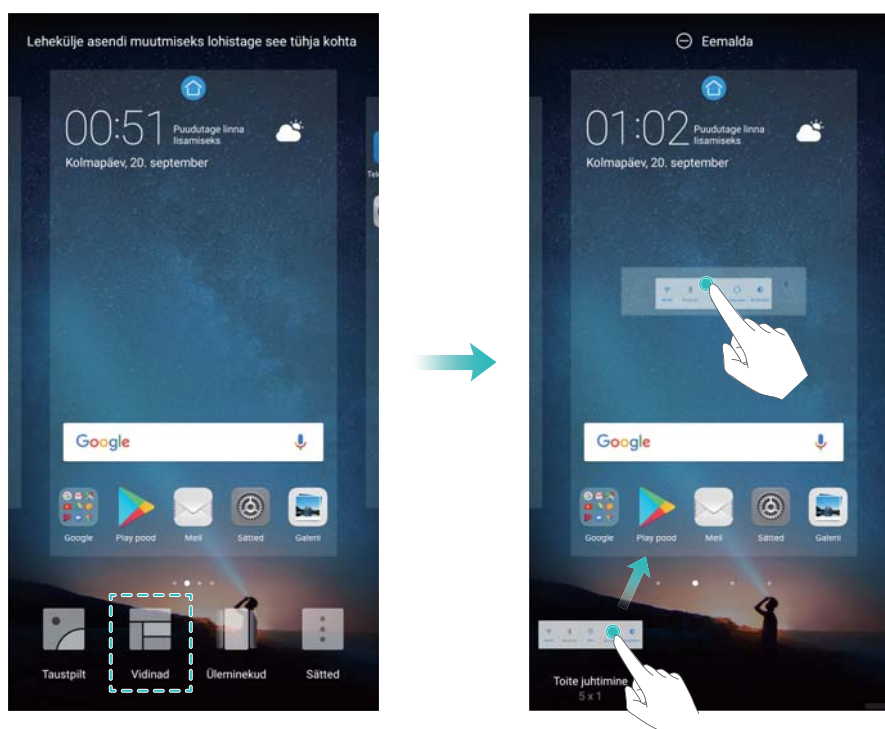 Lehekülje asendi muutmiseks lohistage see tühja kohta
00:51
Puudutage linna
lisamiseks
Kolmapäev, 20. september
Google
Google
Play pood
Meil
Sätted
Galerii
Taustpilt
Vidinad
Üleminekud
Sätted
Eemalda
01:02
Puudutage linna
lisamiseks
Kolmapäev, 20. september
Google
Google
Play pood
Meil
Sätted
Galerii
Toite juhtimine
5 x 1